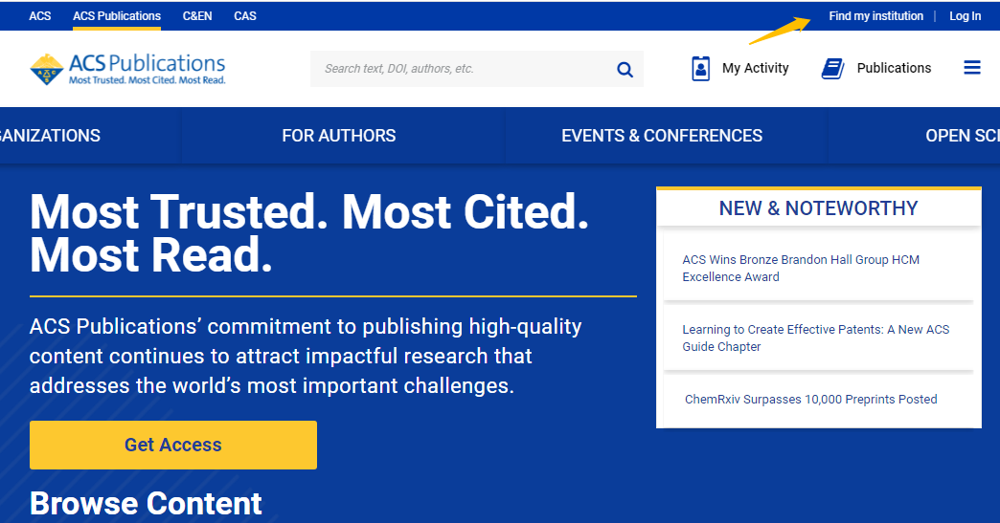 ACS ACS Publications C&EN CAS Find my institution | Log In
ACS Publications
Most Trusted. Most Cited. Most Read.
Search text, DOI, authors, etc.
My Activity Publications
ANIZATIONS FOR AUTHORS EVENTS & CONFERENCES OPEN SCI
Most Trusted. Most Cited.
Most Read.
ACS Publications’ commitment to publishing high-quality
content continues to attract impactful research that
addresses the world’s most important challenges.
Get Access
Browse Content
NEW & NOTEWORTHY
ACS Wins Bronze Brandon Hall Group HCM
Excellence Award
Learning to Create Effective Patents: A New ACS
Guide Chapter
ChemRxiv Surpasses 10,000 Preprints Posted